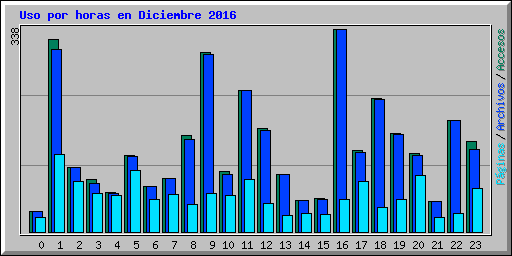 Uso por horas en Diciembre 2016
338
Páginas / Archivos / Accesos
0 1 2 3 4 5 6 7 8 9 10 11 12 13 14 15 16 17 18 19 20 21 22 23